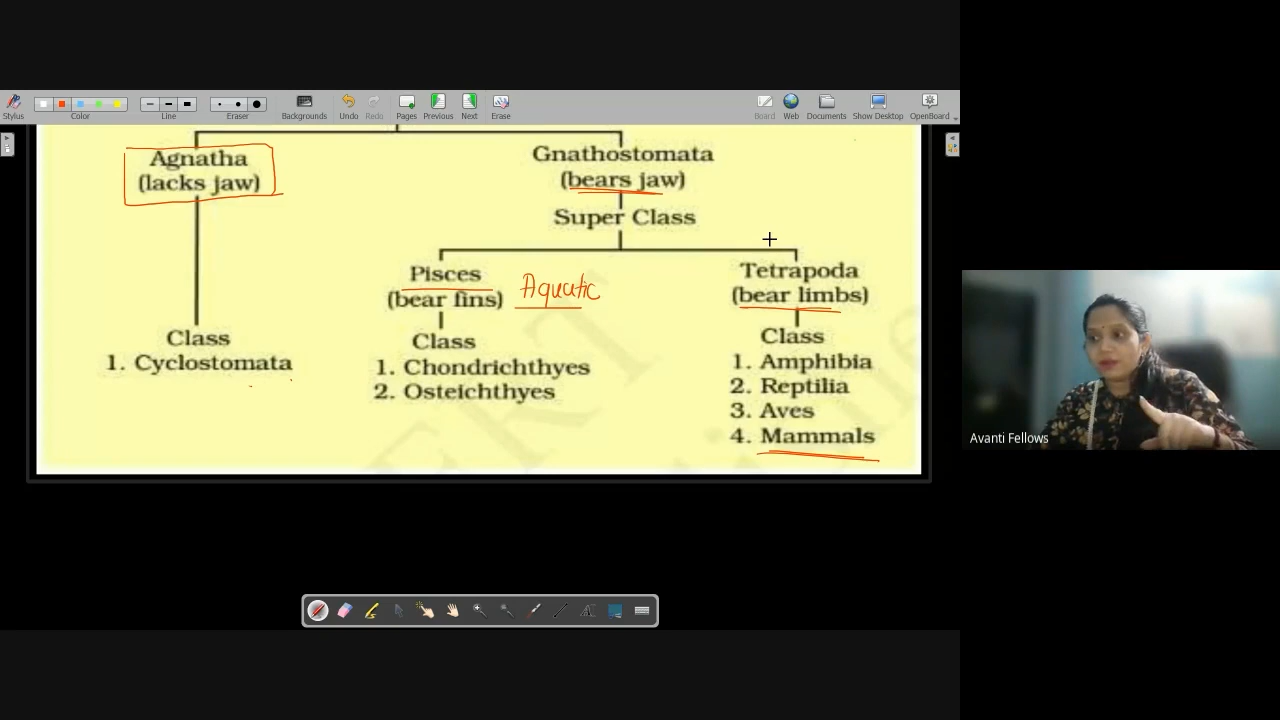 Stylus
Color
Line
Eraser
Backgrounds
Undo
Redo
Pages
Previous
Next
Erase
Board
Web
Documents
Show Desktop
OpenBoard
Agnatha
(lacks jaw)
Gnathostomata
(bears jaw)
Super Class
Pisces
(bear fins)
Aquatic
Tetrapoda
(bear limbs)
Class
1. Cyclostomata
Class
1. Chondrichthyes
2. Osteichthyes
Class
1. Amphibia
2. Reptilia
3. Aves
4. Mammals
Avanti Fellows